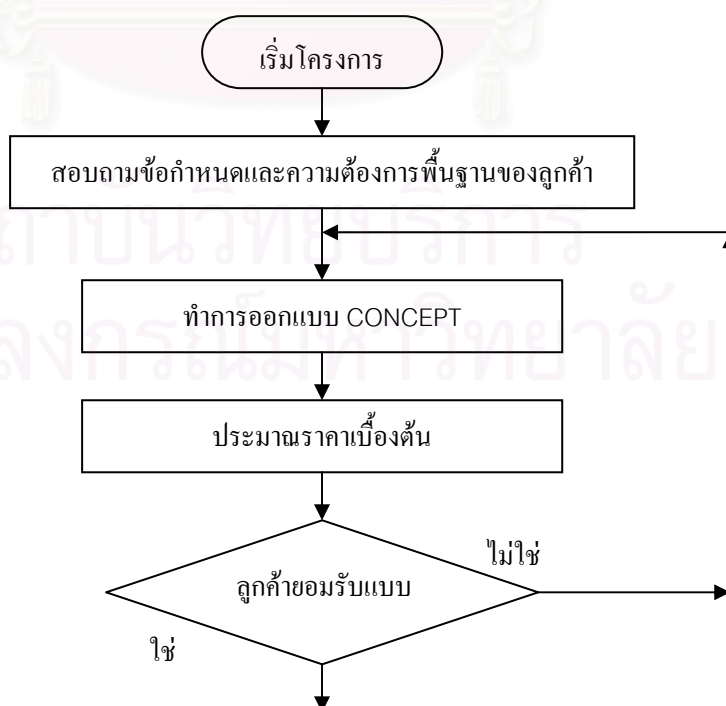 เริ่มโครงการ
สอบถามข้อกำหนดและความต้องการพื้นฐานของลูกค้า
ทำการออกแบบ CONCEPT
ประมาณราคาเบื้องต้น
ไม่ใช่
ลูกค้ายอมรับแบบ
ใช่